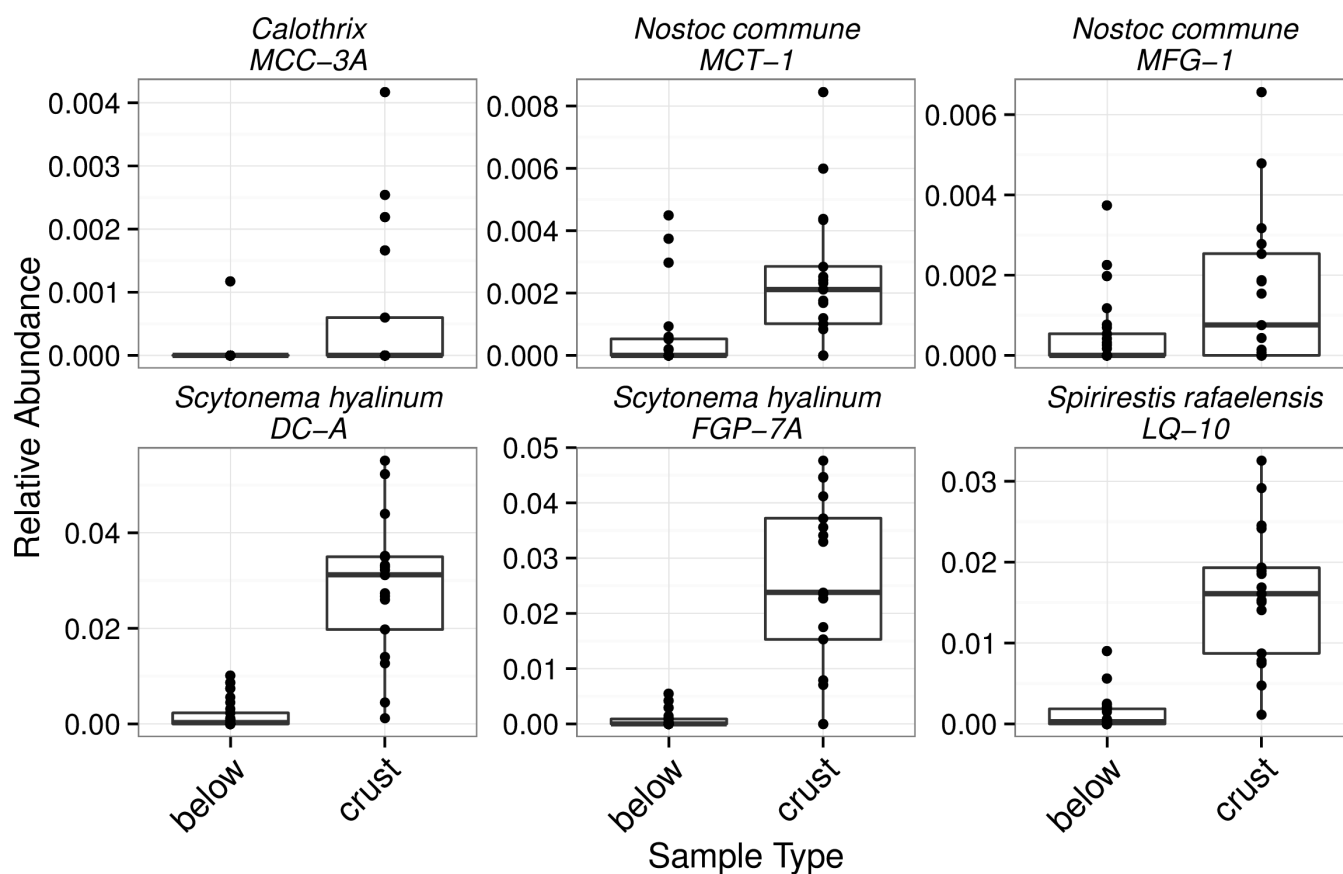 Calothrix
MCC−3A
Nostoc commune
MCT−1
Nostoc commune
MFG−1
0.004
0.003
0.002
0.001
0.000
0.008
0.006
0.004
0.002
0.000
0.006
0.004
0.002
0.000
Relative Abundance
Scytonema hyalinum
DC−A
Scytonema hyalinum
FGP−7A
Spirirestis rafaelensis
LQ−10
0.04
0.02
0.00
0.05
0.04
0.03
0.02
0.01
0.00
0.03
0.02
0.01
0.00
below
crust
below
crust
below
crust
Sample Type